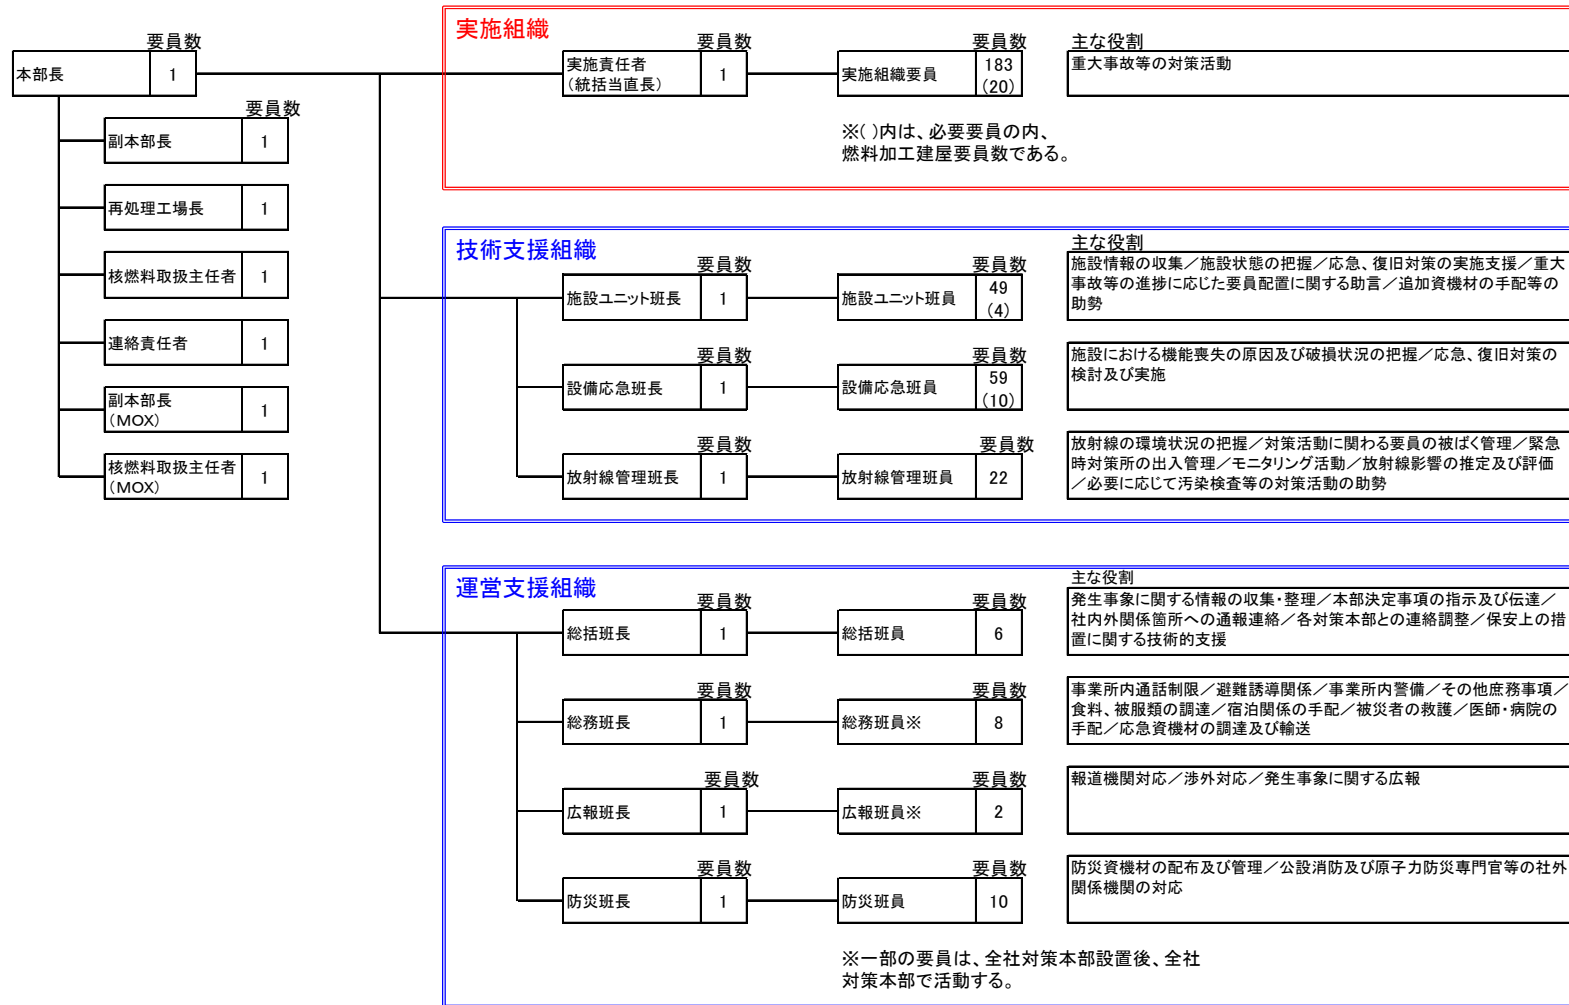 要員数
本部長
1
要員数
副本部長
1
再処理工場長
1
核燃料取扱主任者
1
連絡責任者
1
副本部長
(MOX)
1
核燃料取扱主任者
(MOX)
1
実施組織
要員数
実施責任者
(統括当直長)
1
要員数
実施組織要員
183
(20)
主な役割
重大事故等の対策活動
※( )内は、必要要員の内、
燃料加工建屋要員数である。
技術支援組織
要員数
施設ユニット班長
1
要員数
施設ユニット班員
49
(4)
主な役割
施設情報の収集／施設状態の把握／応急、復旧対策の実施支援／重大
事故等の進捗に応じた要員配置に関する助言／追加資機材の手配等の
助勢
要員数
設備応急班長
1
要員数
設備応急班員
59
(10)
施設における機能喪失の原因及び破損状況の把握／応急、復旧対策の
検討及び実施
要員数
放射線管理班長
1
要員数
放射線管理班員
22
放射線の環境状況の把握／対策活動に関わる要員の被ばく管理／緊急
時対策所の出入管理／モニタリング活動／放射線影響の推定及び評価
／必要に応じて汚染検査等の対策活動の助勢
運営支援組織
要員数
総括班長
1
要員数
総括班員
6
主な役割
発生事象に関する情報の収集・整理／本部決定事項の指示及び伝達／
社内外関係箇所への通報連絡／各対策本部との連絡調整／保安上の措
置に関する技術的支援
要員数
総務班長
1
要員数
総務班員※
8
事業所内通話制限／避難誘導関係／事業所内警備／その他庶務事項／
食料、被服類の調達／宿泊関係の手配／被災者の救護／医師・病院の
手配／応急資機材の調達及び輸送
要員数
広報班長
1
要員数
広報班員※
2
報道機関対応／渉外対応／発生事象に関する広報
要員数
防災班長
1
要員数
防災班員
10
防災資機材の配布及び管理／公設消防及び原子力防災専門官等の社外
関係機関の対応
※一部の要員は、全社対策本部設置後、全社
対策本部で活動する。